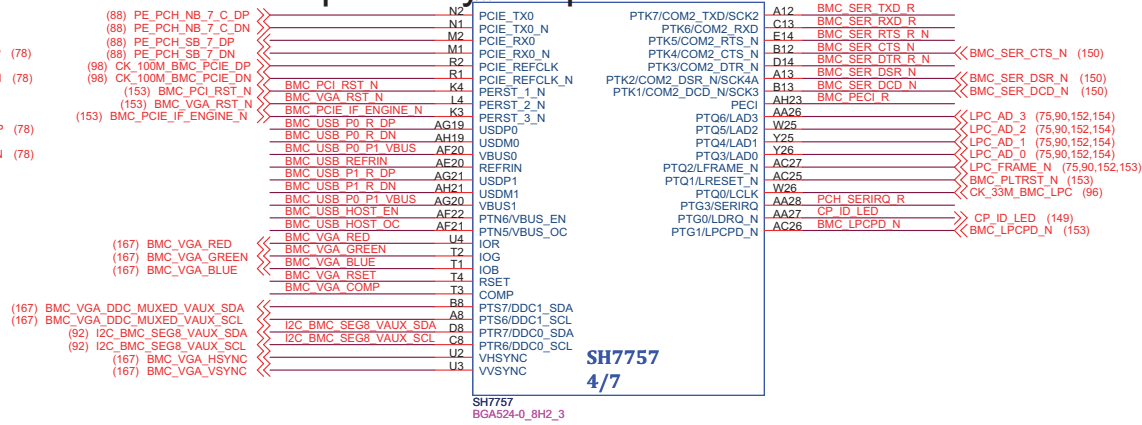 (88) PE_PCH_NB_7_C_DP N2 PCIE_TX0 PTK7/COM2_TXD/SCK2 A12 BMC_SER_TXD_R
(88) PE_PCH_NB_7_C_DN N1 PCIE_TX0_N PTK6/COM2_RXD C13 BMC_SER_RXD_R
(88) PE_PCH_SB_7_DP M2 PCIE_RX0 PTK5/COM2_RTS_N E14 BMC_SER_RTS_R_N
(78) (88) PE_PCH_SB_7_DN M1 PCIE_RX0_N PTK4/COM2_CTS_N B12 BMC_SER_CTS_N BMC_SER_CTS_N (150)
(98) CK_100M_BMC_PCIE_DP R2 PCIE_REFCLK PTK3/COM2_DTR_N D14 BMC_SER_DTR_R_N
(78) (98) CK_100M_BMC_PCIE_DN R1 PCIE_REFCLK_N PTK2/COM2_DSR_N/SCK4A A13 BMC_SER_DSR_N BMC_SER_DSR_N (150)
(153) BMC_PCI_RST_N BMC_PCI_RST_N K4 PERST_1_N PTK1/COM2_DCD_N/SCK3 B13 BMC_SER_DCD_N BMC_SER_DCD_N (150)
(153) BMC_VGA_RST_N BMC_VGA_RST_N L4 PERST_2_N PECI AH23 BMC_PECI_R
(153) BMC_PCIE_IF_ENGINE_N BMC_PCIE_IF_ENGINE_N K3 PERST_3_N PTQ6/LAD3 AA26 LPC_AD_3 (75,90,152,154)
(78) BMC_USB_P0_R_DP AG19 USDP0 PTQ5/LAD2 W25 LPC_AD_2 (75,90,152,154)
BMC_USB_P0_R_DN AH19 USDM0 PTQ4/LAD1 Y25 LPC_AD_1 (75,90,152,154)
(78) BMC_USB_P0_P1_VBUS AF20 VBUS0 PTQ3/LAD0 Y26 LPC_AD_0 (75,90,152,154)
BMC_USB_REFRIN AE20 REFRIN PTQ2/LFRAME_N AC27 LPC_FRAME_N (75,90,152,153)
BMC_USB_P1_R_DP AG21 USDP1 PTQ1/LRESET_N AC25 BMC_PLTRST_N (153)
BMC_USB_P1_R_DN AH21 USDM1 PTQ0/LCLK W26 CK_33M_BMC_LPC (96)
BMC_USB_P0_P1_VBUS AG20 VBUS1 PTG3/SERIRQ AA28 PCH_SERIRQ_R
BMC_USB_HOST_EN AF22 PTN6/VBUS_EN PTG0/LDRQ_N AA27 CP_ID_LED CP_ID_LED (149)
BMC_USB_HOST_OC AF21 PTN5/VBUS_OC PTG1/LPCPD_N AC26 BMC_LPCPD_N BMC_LPCPD_N (153)
(167) BMC_VGA_RED BMC_VGA_RED U4 IOR
(167) BMC_VGA_GREEN BMC_VGA_GREEN T2 IOG
(167) BMC_VGA_BLUE BMC_VGA_BLUE T1 IOB
BMC_VGA_RSET T4 RSET
BMC_VGA_COMP T3 COMP
(167) BMC_VGA_DDC_MUXED_VAUX_SDA B8 PTS7/DDC1_SDA
(167) BMC_VGA_DDC_MUXED_VAUX_SCL A8 PTS6/DDC1_SCL
(92) I2C_BMC_SEG8_VAUX_SDA I2C_BMC_SEG8_VAUX_SDA D8 PTR7/DDC0_SDA
(92) I2C_BMC_SEG8_VAUX_SCL I2C_BMC_SEG8_VAUX_SCL C8 PTR6/DDC0_SCL
(167) BMC_VGA_HSYNC U2 VHSYNC
(167) BMC_VGA_VSYNC U3 VVSYNC
SH7757
4/7
SH7757
BGA524-0_8H2_3